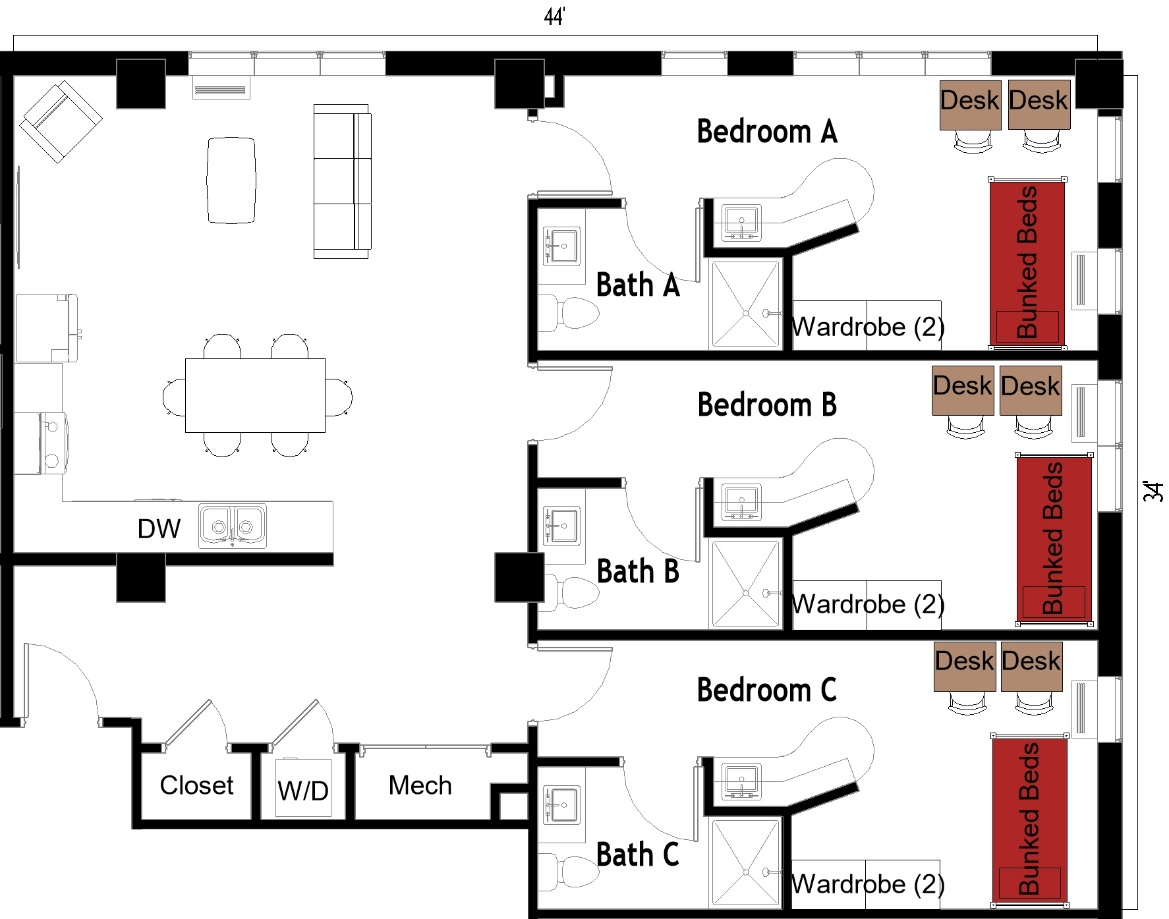 44'
Desk Desk
Bedroom A
Bunked Beds
Bath A
Wardrobe (2)
Desk Desk
Bedroom B
34'
Bunked Beds
DW
Bath B
Wardrobe (2)
Desk Desk
Bedroom C
Closet W/D Mech
Bunked Beds
Bath C
Wardrobe (2)